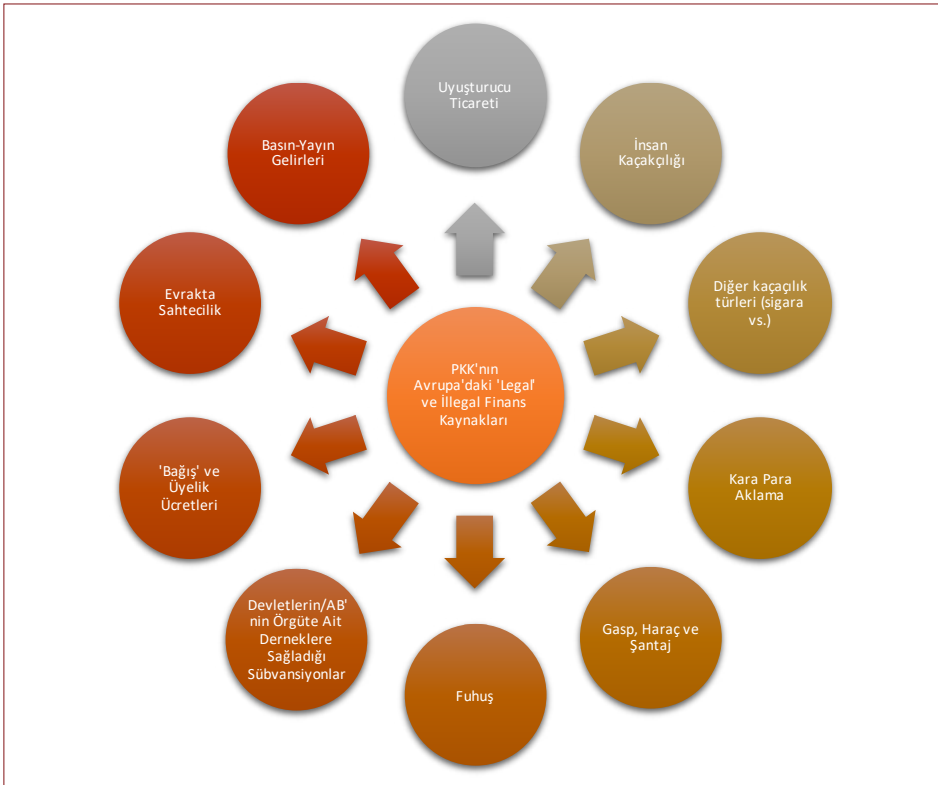 Uyuşturucu
Ticareti
İnsan
Kaçakçılığı
Diğer kaçaçılık
türleri (sigara
vs.)
Kara Para
Aklama
Gasp, Haraç ve
Şantaj
Fuhuş
Devletlerin/AB'
nin Örgüte Ait
Derneklere
Sağladığı
Sübvansiyonlar
'Bağış' ve
Üyelik
Ücretleri
Evrakta
Sahtecilik
Basın-Yayın
Gelirleri
PKK'nın
Avrupa'daki 'Legal'
ve İllegal Finans
Kaynakları